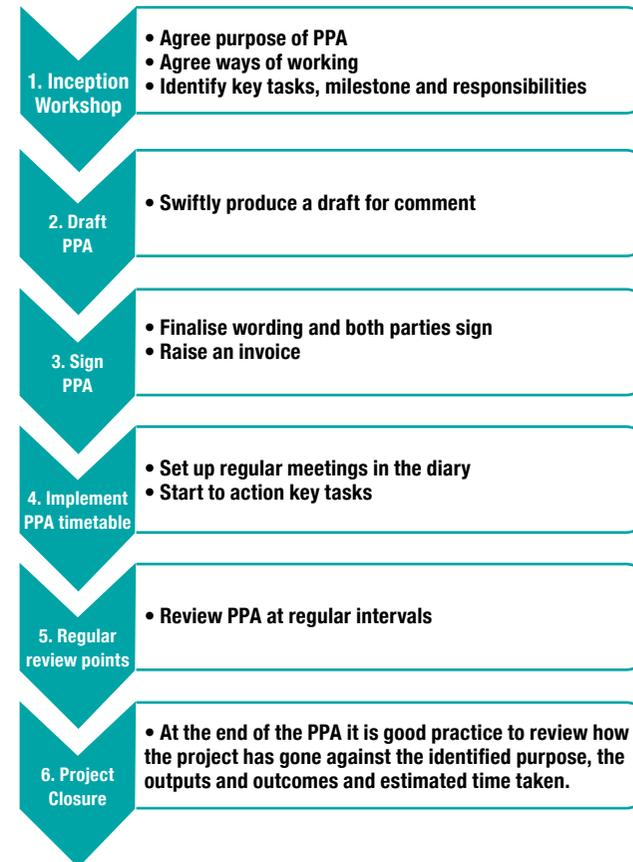 1. Inception
Workshop
• Agree purpose of PPA
• Agree ways of working
• Identify key tasks, milestone and responsibilities
2. Draft
PPA
• Swiftly produce a draft for comment
3. Sign
PPA
• Finalise wording and both parties sign
• Raise an invoice
4. Implement
PPA timetable
• Set up regular meetings in the diary
• Start to action key tasks
5. Regular
review points
• Review PPA at regular intervals
6. Project
Closure
• At the end of the PPA it is good practice to review how
the project has gone against the identified purpose, the
outputs and outcomes and estimated time taken.